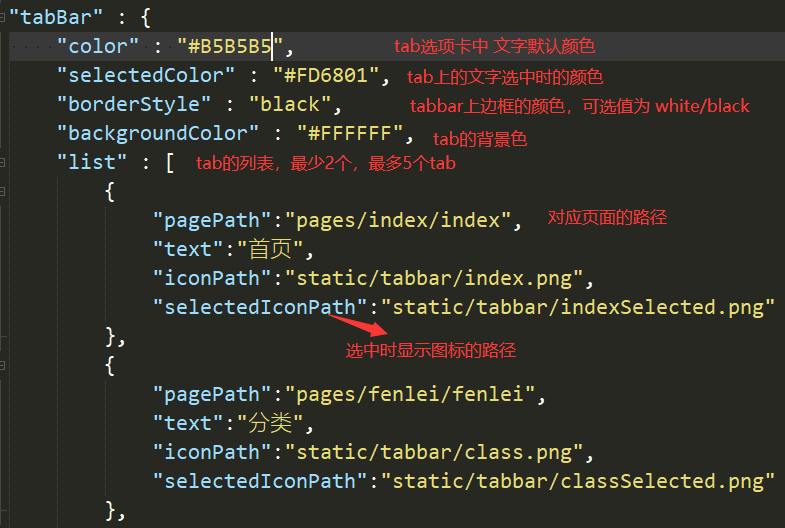 "tabBar" : {
"color" : "#B5B5B5", tab选项卡中 文字默认颜色
"selectedColor" : "#FD6801", tab上的文字选中时的颜色
"borderStyle" : "black", tabbar上边框的颜色，可选值为 white/black
"backgroundColor" : "#FFFFFF", tab的背景色
"list" : [ tab的列表，最少2个，最多5个tab
{
"pagePath":"pages/index/index", 对应页面的路径
"text":"首页",
"iconPath":"static/tabbar/index.png",
"selectedIconPath":"static/tabbar/indexSelected.png"
},
选中时显示图标的路径
{
"pagePath":"pages/fenlei/fenlei",
"text":"分类",
"iconPath":"static/tabbar/class.png",
"selectedIconPath":"static/tabbar/classSelected.png"
},